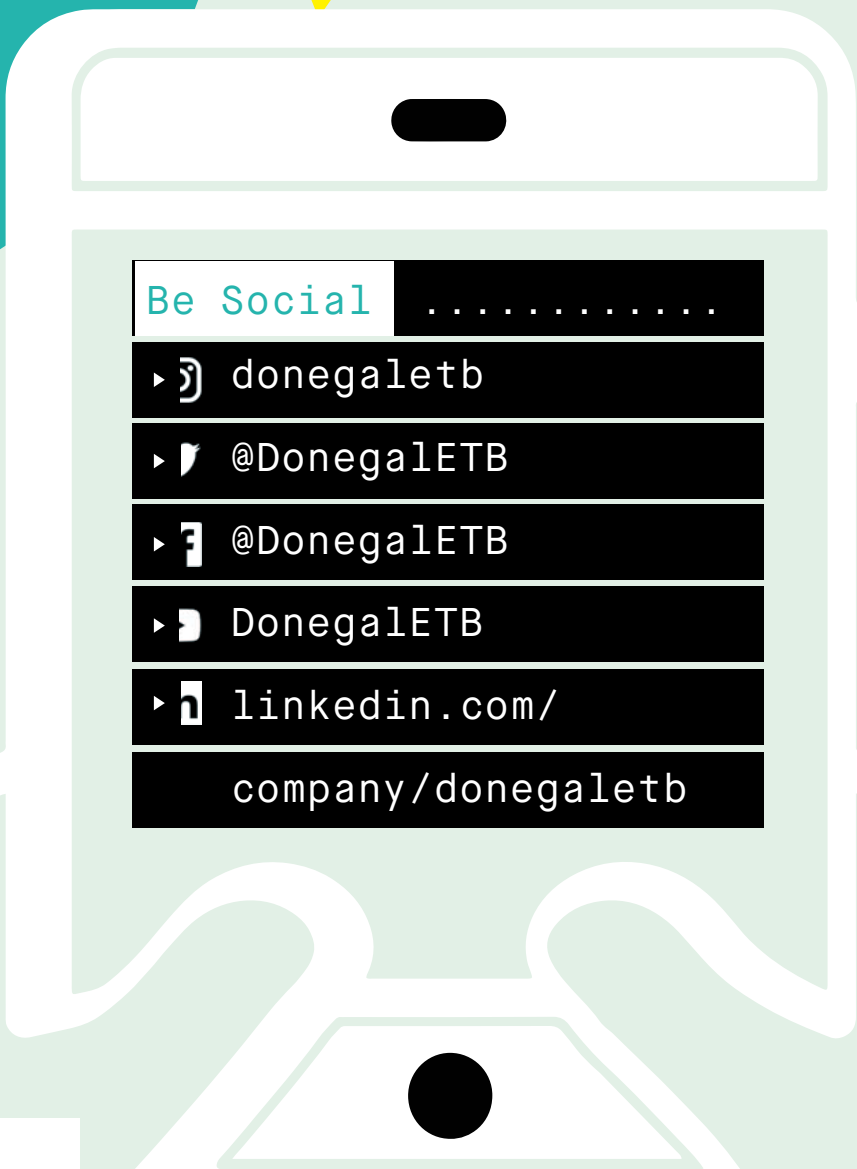 Be Social ............
donegaletb
@DonegalETB
@DonegalETB
DonegalETB
linkedin.com/
company/donegaletb